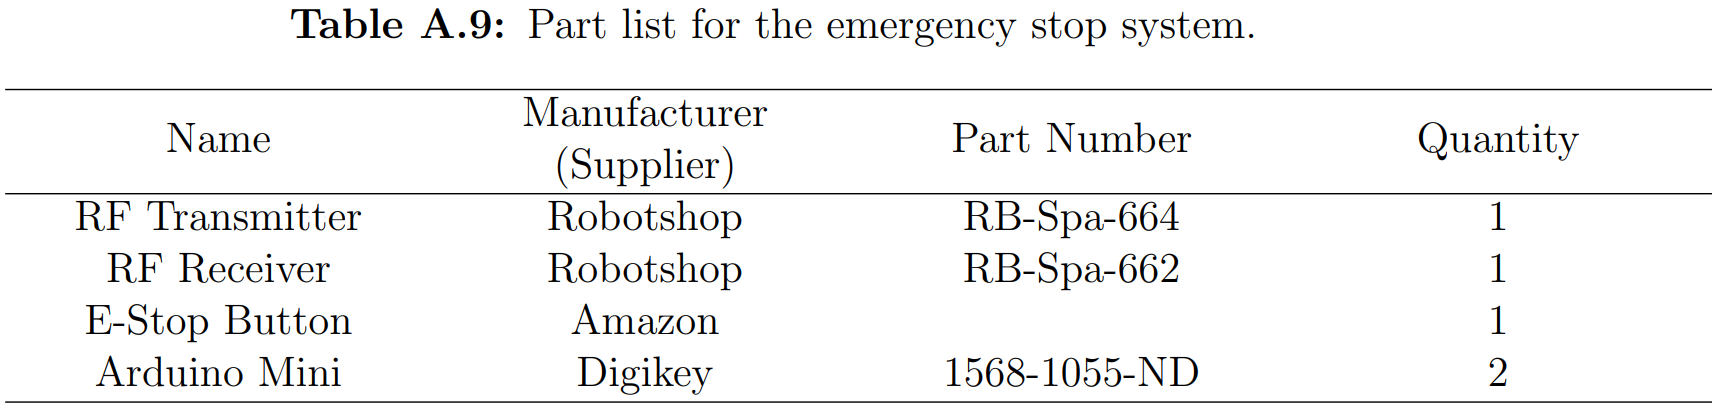 Table A.9: Part list for the emergency stop system.
Name Manufacturer (Supplier) Part Number Quantity
RF Transmitter Robotshop RB-Spa-664 1
RF Receiver Robotshop RB-Spa-662 1
E-Stop Button Amazon 1
Arduino Mini Digikey 1568-1055-ND 2